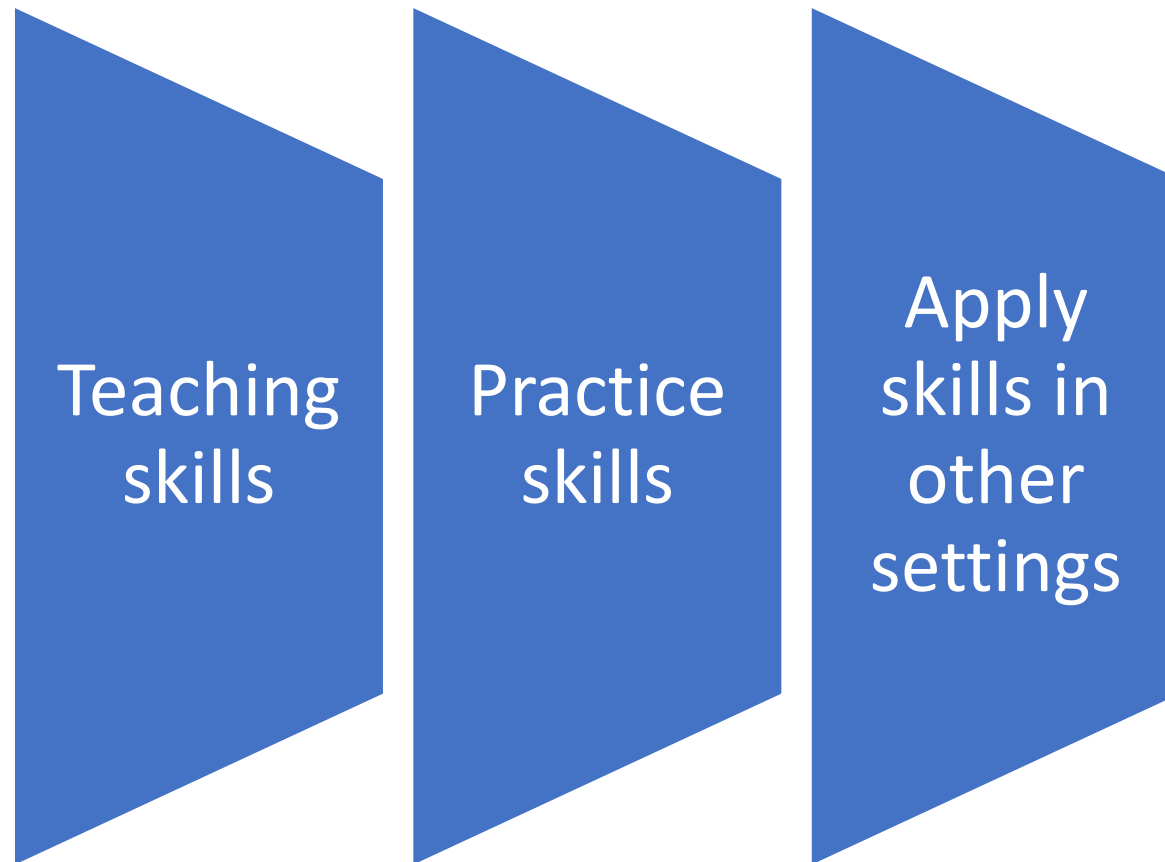 Teaching
skills
Practice
skills
Apply
skills in
other
settings